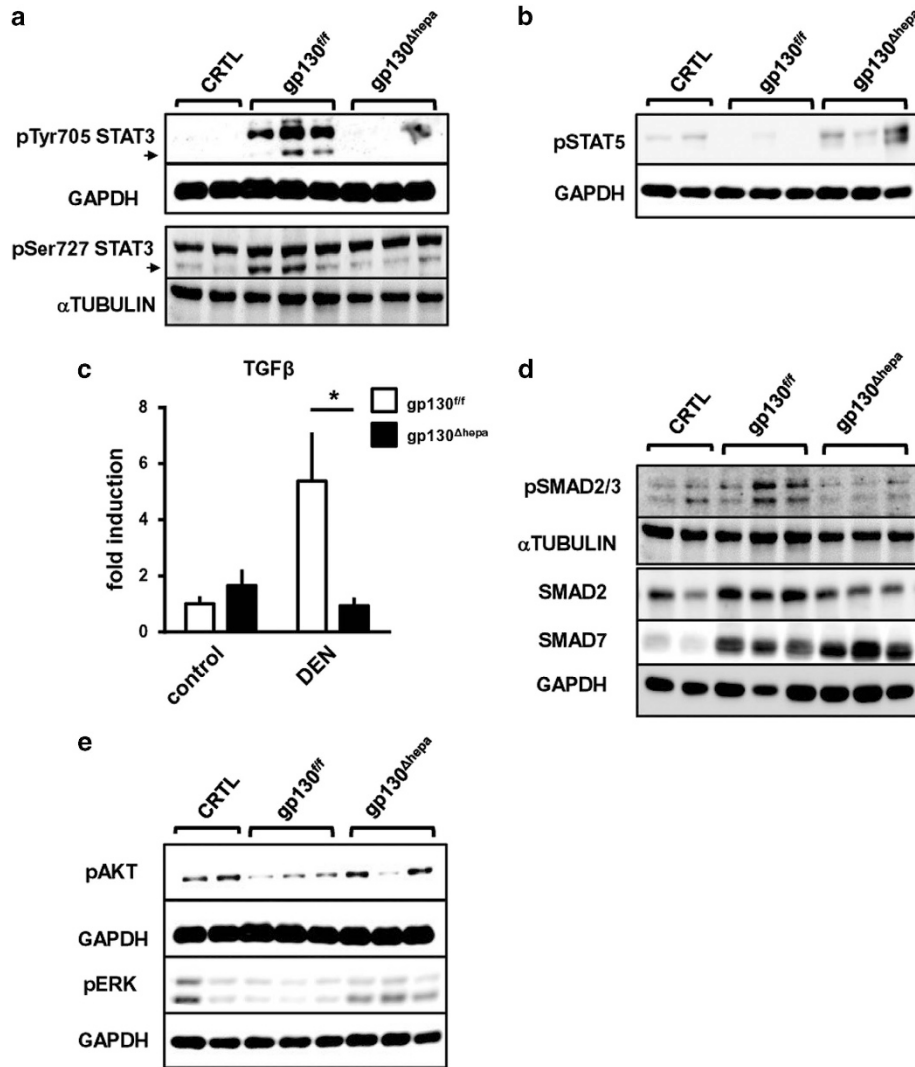 a
CRTL
gp130f/f
gp130Δhepa
pTyr705 STAT3
GAPDH
pSer727 STAT3
αTUBULIN
b
CRTL
gp130f/f
gp130Δhepa
pSTAT5
GAPDH
c
TGFβ
8
6
4
2
0
fold induction
*
gp130f/f
gp130Δhepa
control
DEN
d
CRTL
gp130f/f
gp130Δhepa
pSMAD2/3
αTUBULIN
SMAD2
SMAD7
GAPDH
e
CRTL
gp130f/f
gp130Δhepa
pAKT
GAPDH
pERK
GAPDH